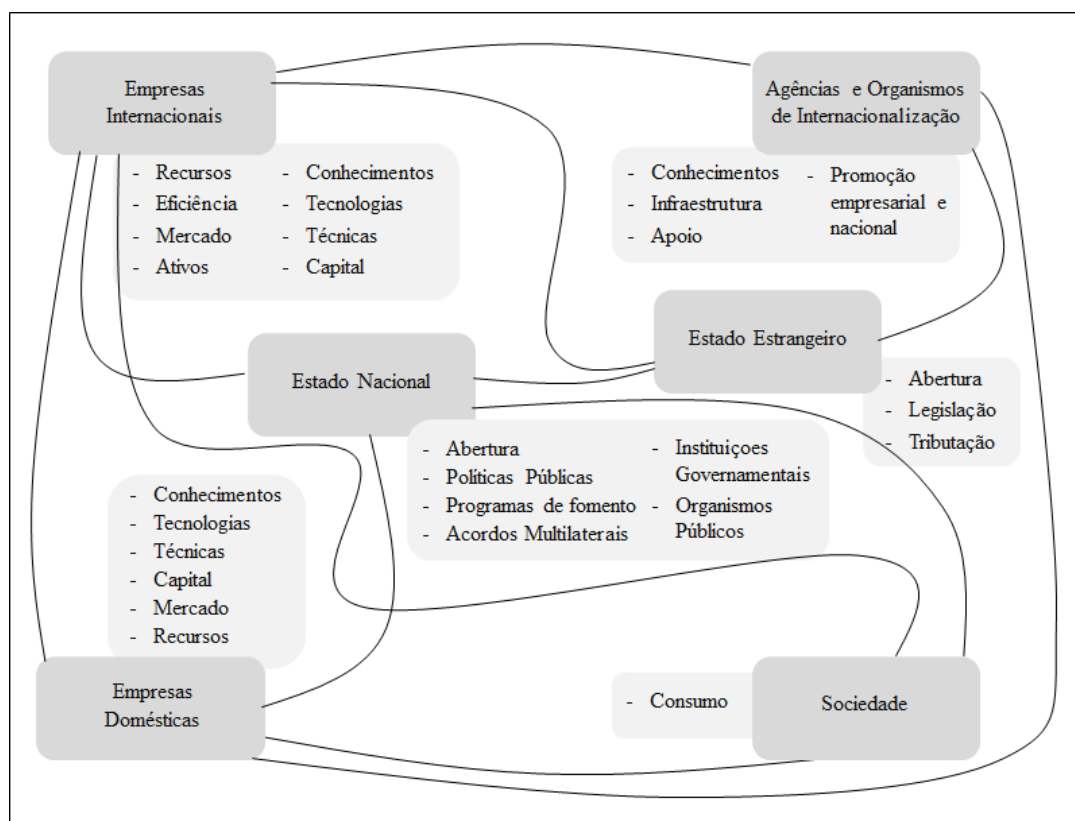 Empresas
Internacionais
- Recursos
- Eficiência
- Mercado
- Ativos
- Conhecimentos
- Tecnologias
- Técnicas
- Capital
Agências e Organismos
de Internacionalização
- Conhecimentos
- Infraestrutura
- Apoio
- Promoção
empresarial e
nacional
Estado Estrangeiro
- Abertura
- Legislação
- Tributação
Estado Nacional
- Abertura
- Políticas Públicas
- Programas de fomento
- Acordos Multilaterais
- Instituiçoes
Governamentais
- Organismos
Públicos
- Conhecimentos
- Tecnologias
- Técnicas
- Capital
- Mercado
- Recursos
Empresas
Domésticas
- Consumo
Sociedade